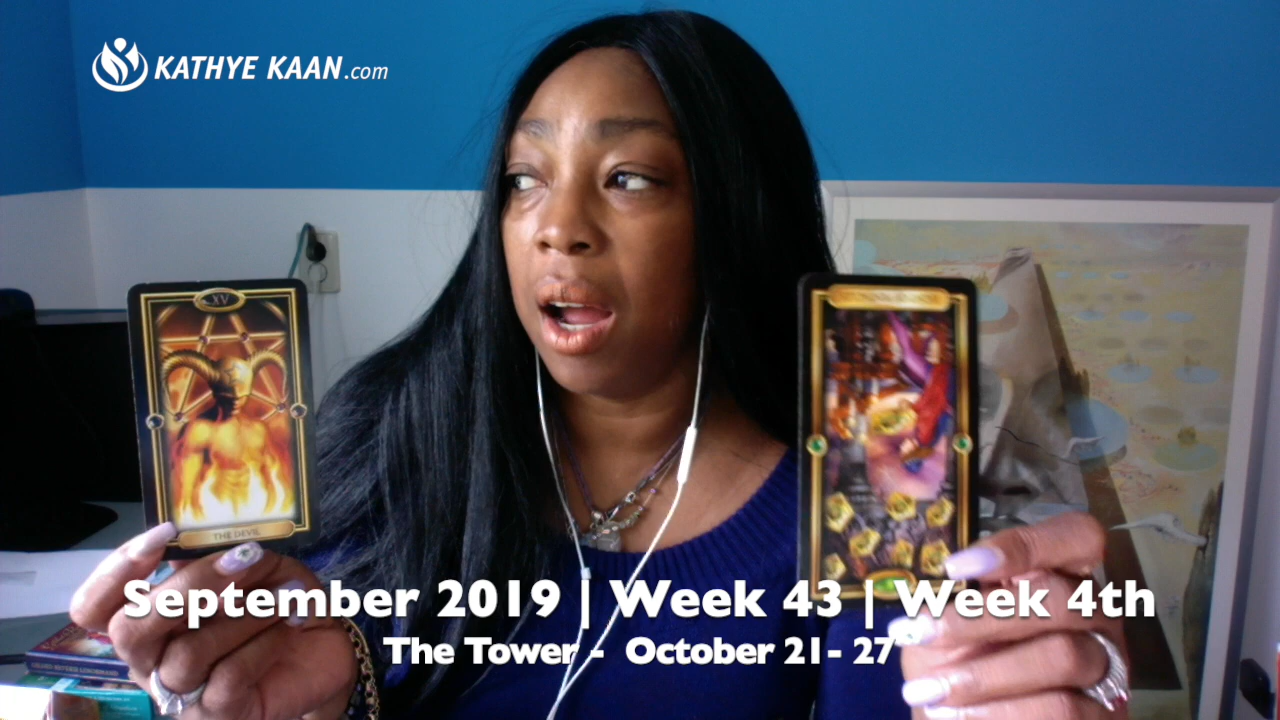 KATHYE KAAN.com
XV
THE DEVIL
September 2019 | Week 43 | Week 4th
The Tower - October 21- 27